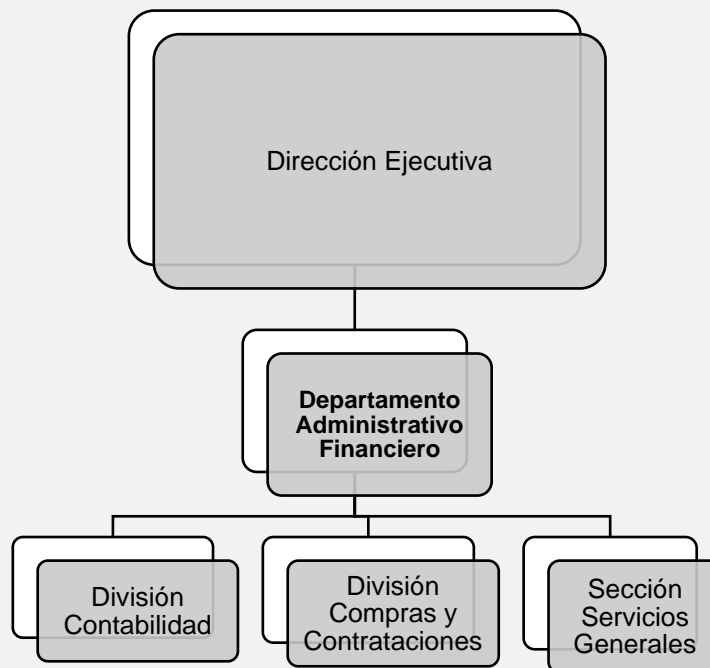 Dirección Ejecutiva
Departamento
Administrativo
Financiero
División
Contabilidad
División
Compras y
Contrataciones
Sección
Servicios
Generales